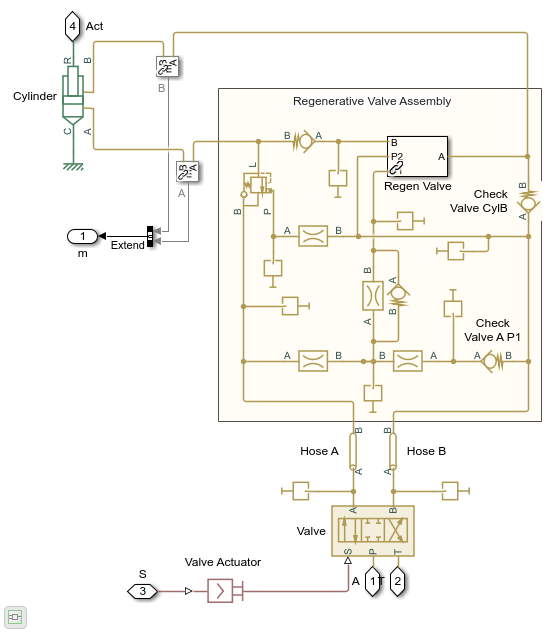 4 Act
R B
B A
Cylinder
B
C A
B A
A
Regenerative Valve Assembly
B A
B
P2
A
Regen Valve
L
B P
Check
Valve CylB
B
A
1
m
Extend
A B
B
A
A
B
Check
Valve A P1
A B
B A
A B
B B
Hose A
Hose B
A A
A B
Valve
S P T
Valve Actuator
S
3
A 1 T 2